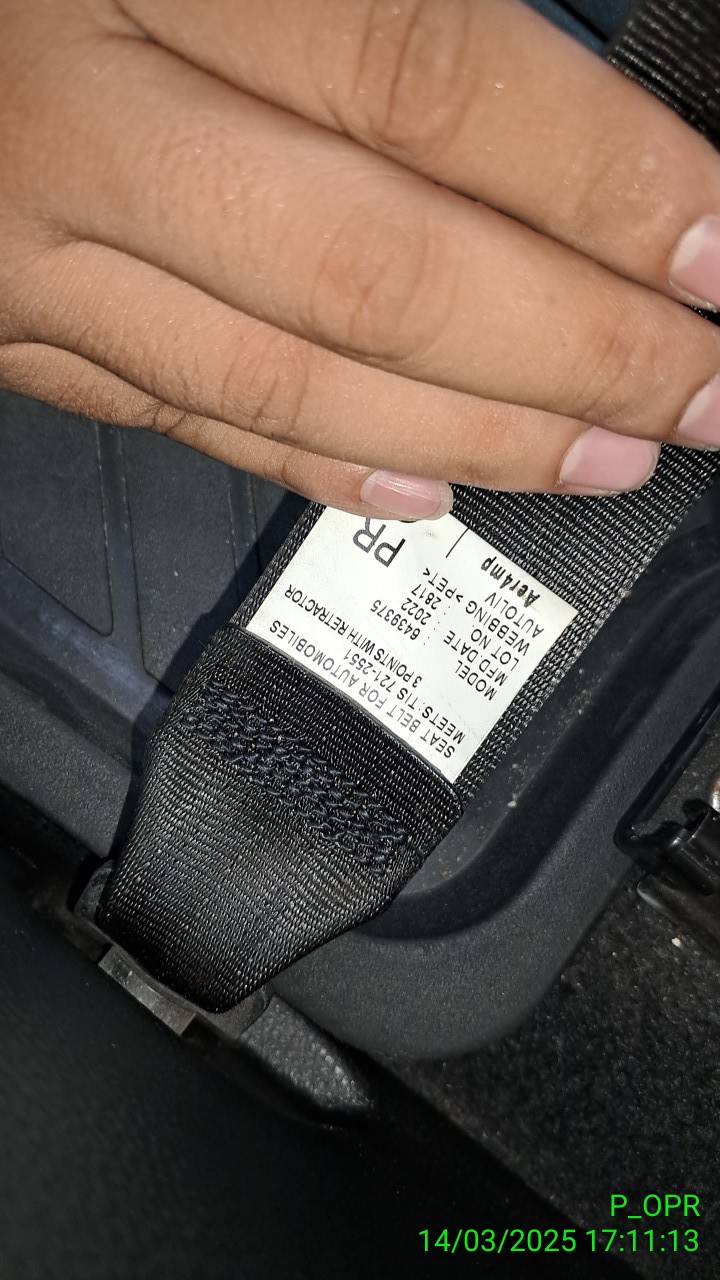 SEAT BELT FOR AUTOMOBILES
MEETS : TIS 721-2551
3 POINTS WITH RETRACTOR
MODEL : 6439375
MFD DATE : 2022
LOT NO. : 2817
WEBBING >PET<
AUTOLIV
Aer4mp
PR
P_OPR
14/03/2025 17:11:13